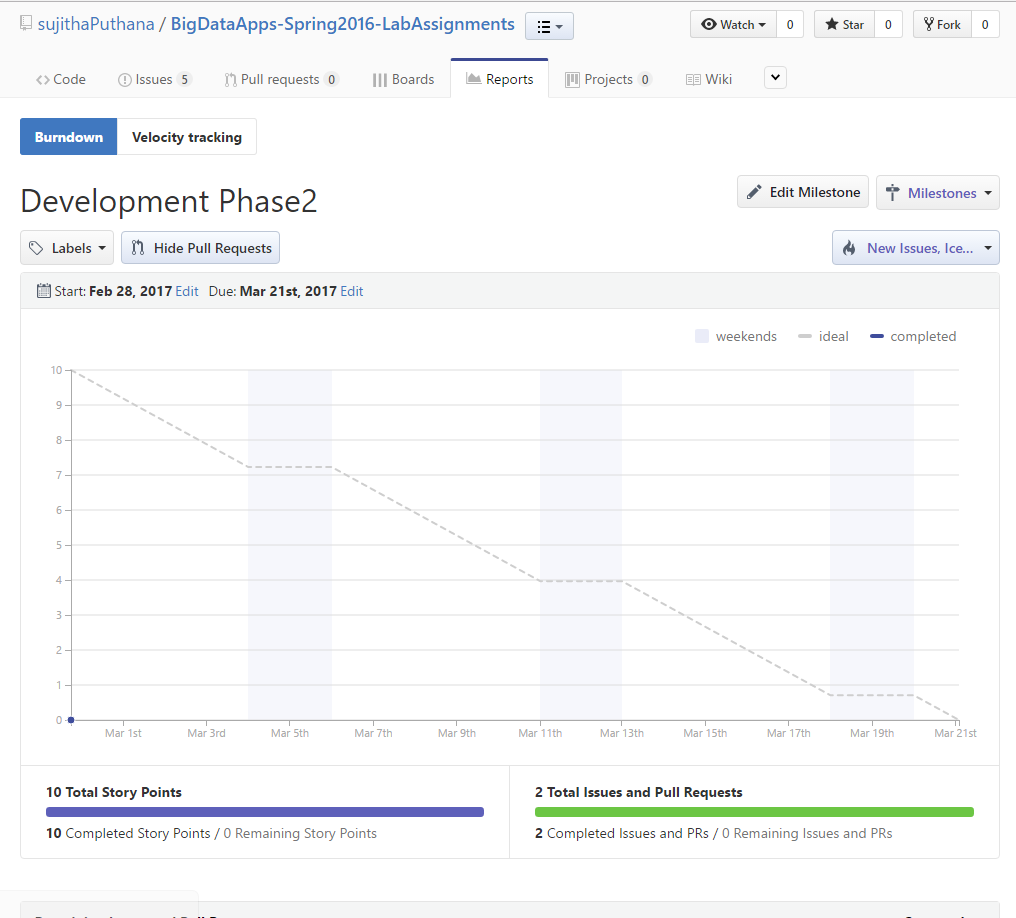 sujithaPuthana / BigDataApps-Spring2016-LabAssignments
Watch 0 Star 0 Fork 0
Code Issues 5 Pull requests 0 Boards Reports Projects 0 Wiki
Burndown Velocity tracking
Development Phase2
Edit Milestone Milestones
Labels Hide Pull Requests New Issues, Ice...
Start: Feb 28, 2017 Edit Due: Mar 21st, 2017 Edit
weekends ideal completed
10
9
8
7
6
5
4
3
2
1
0
Mar 1st Mar 3rd Mar 5th Mar 7th Mar 9th Mar 11th Mar 13th Mar 15th Mar 17th Mar 19th Mar 21st
10 Total Story Points
10 Completed Story Points / 0 Remaining Story Points
2 Total Issues and Pull Requests
2 Completed Issues and PRs / 0 Remaining Issues and PRs